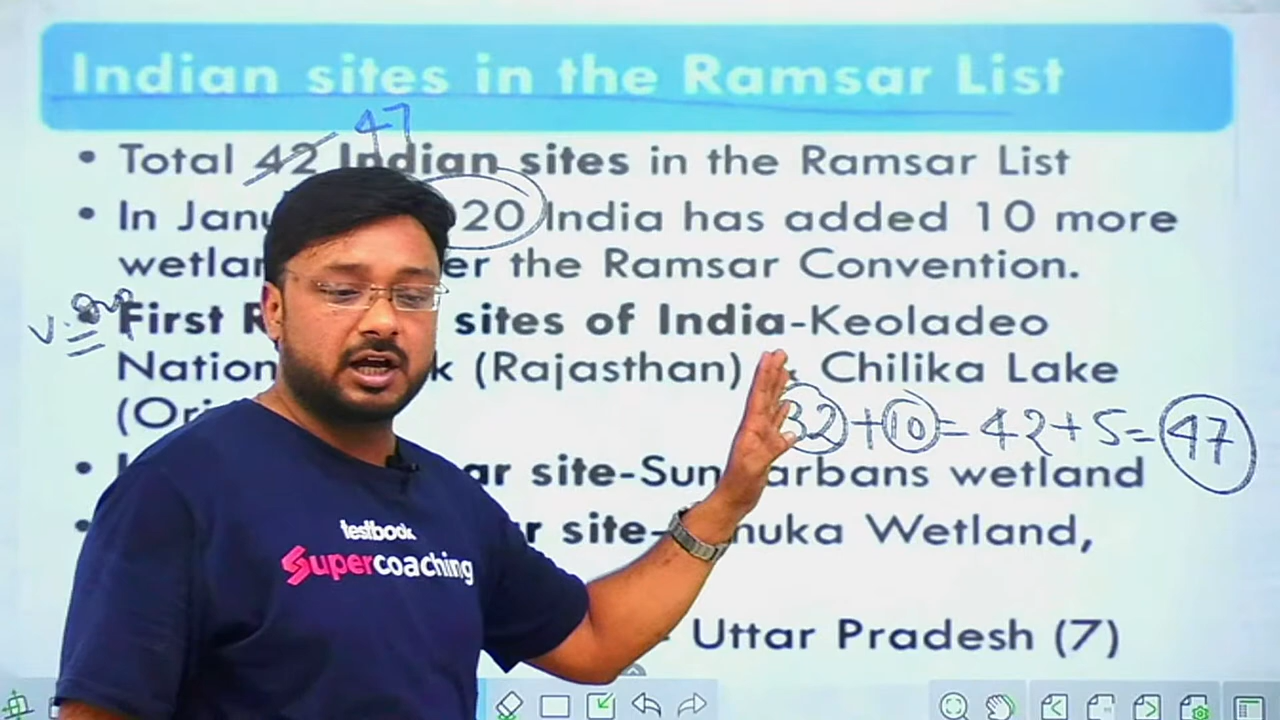 Indian sites in the Ramsar List
47
• Total 42 Indian sites in the Ramsar List
• In Janu 20 India has added 10 more
wetlan er the Ramsar Convention.
V. Imp
First R sites of India-Keoladeo
Nation k (Rajasthan) & Chilika Lake
(Ori
32+10=42+5=47
• ar site-Sundarbans wetland
• r site- nuka Wetland,
Uttar Pradesh (7)
testbook
Supercoaching